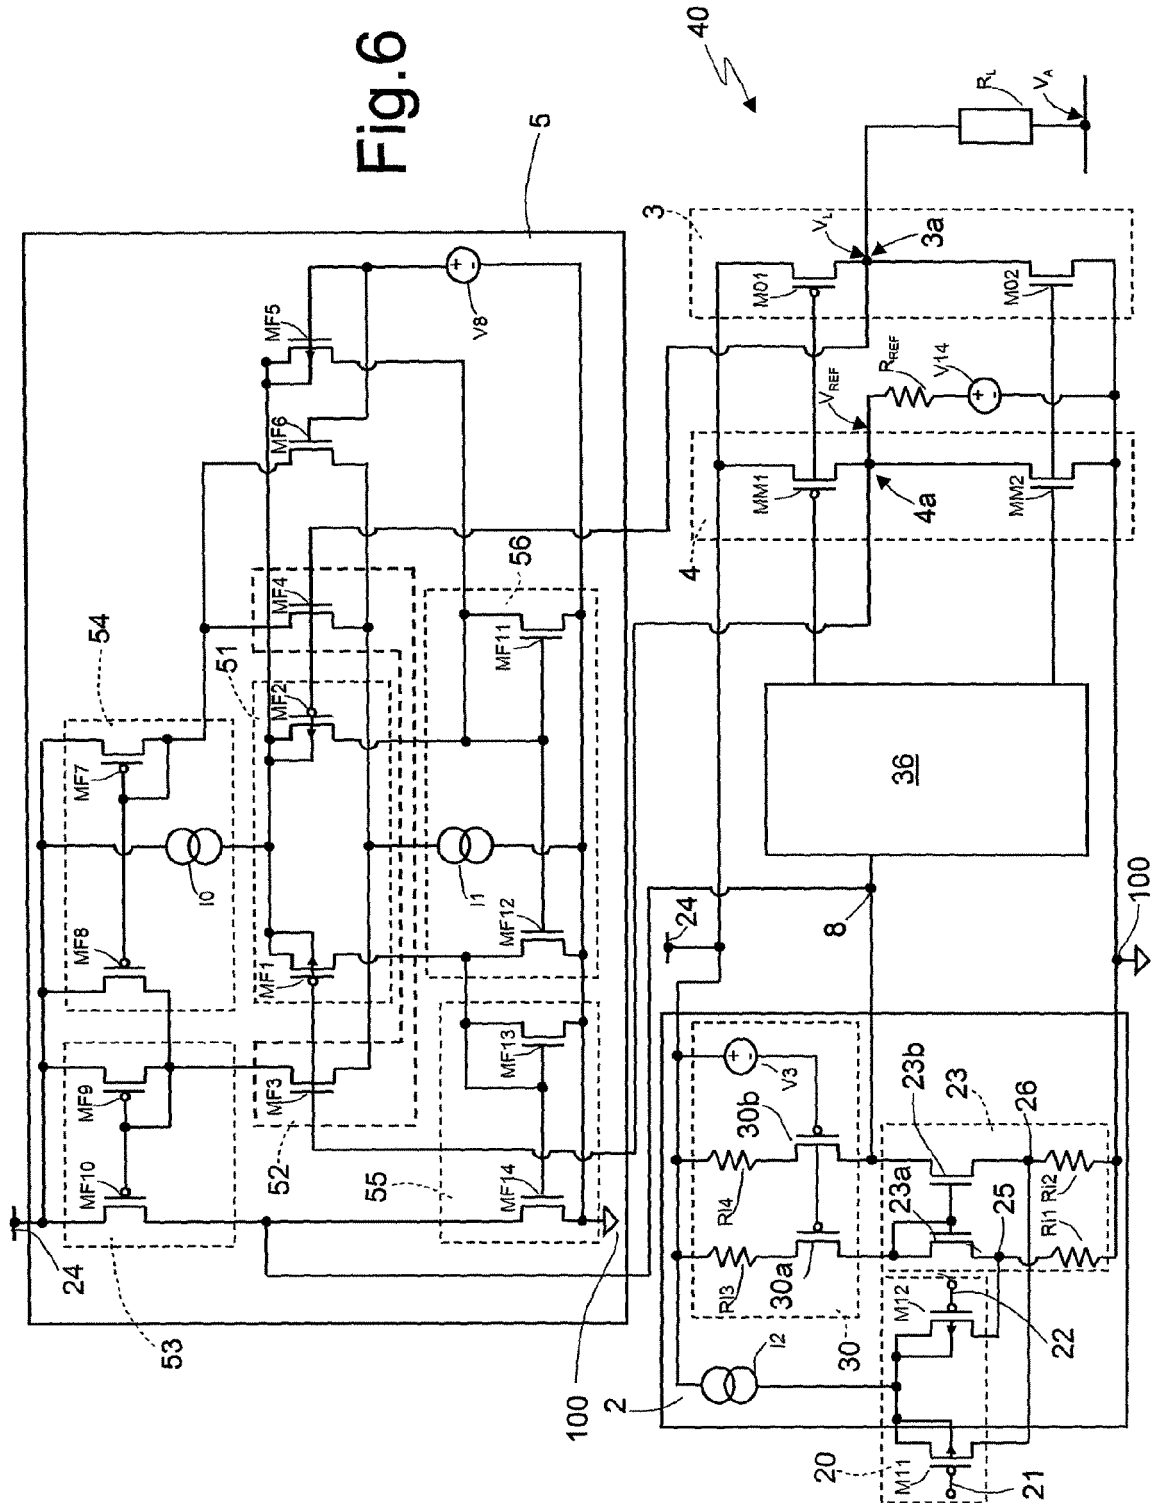 Fig.6
40
5
54
MF7
MF8
I0
MF9
MF10
24
53
51
MF2
MF4
MF6
MF5
V8
MF1
MF3
52
I1
56
MF11
MF12
MF13
MF14
55
100
3
4
VL
3a
RL
VA
M01
M02
VREF
RREF
V14
MM1
MM2
4a
36
8
24
100
2
V3
30b
30a
RI4
RI3
30
I2
23b
23
23a
26
25
Ri2
Ri1
M12
22
20
M11
21